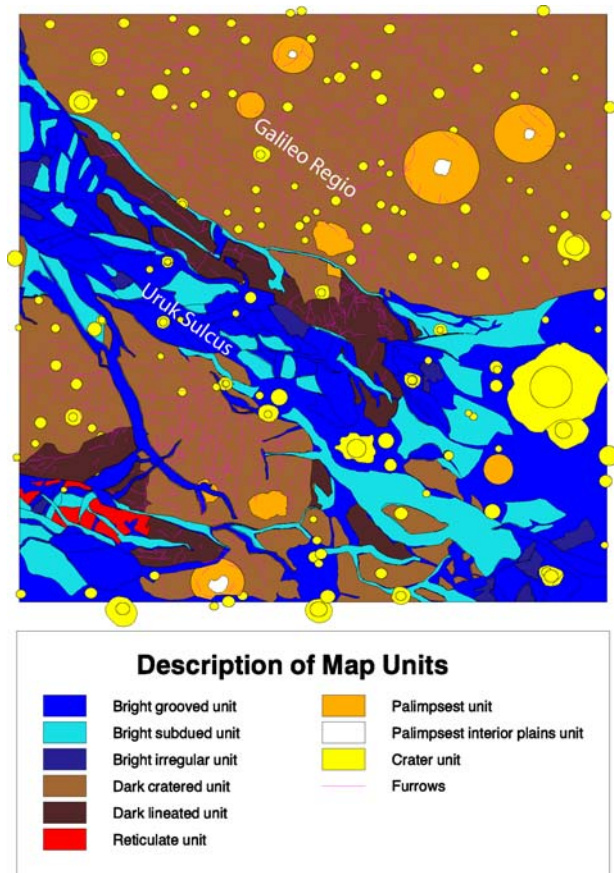 Galileo Regio
Uruk Sulcus
Description of Map Units
Bright grooved unit
Bright subdued unit
Bright irregular unit
Dark cratered unit
Dark lineated unit
Reticulate unit
Palimpsest unit
Palimpsest interior plains unit
Crater unit
Furrows